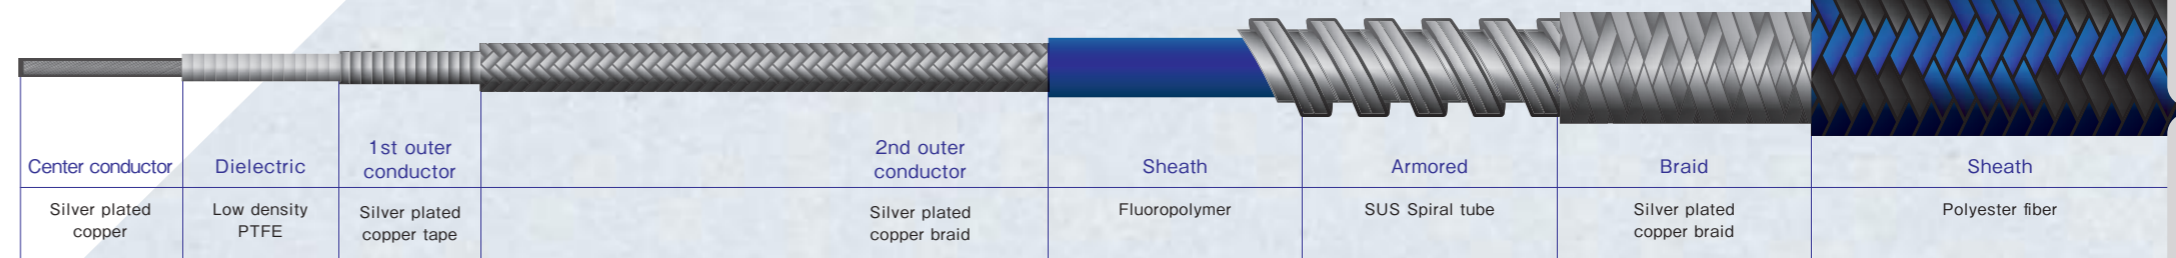 Center conductor
Dielectric
1st outer
conductor
2nd outer
conductor
Sheath
Armored
Braid
Sheath
Silver plated
copper
Low density
PTFE
Silver plated
copper tape
Silver plated
copper braid
Fluoropolymer
SUS Spiral tube
Silver plated
copper braid
Polyester fiber